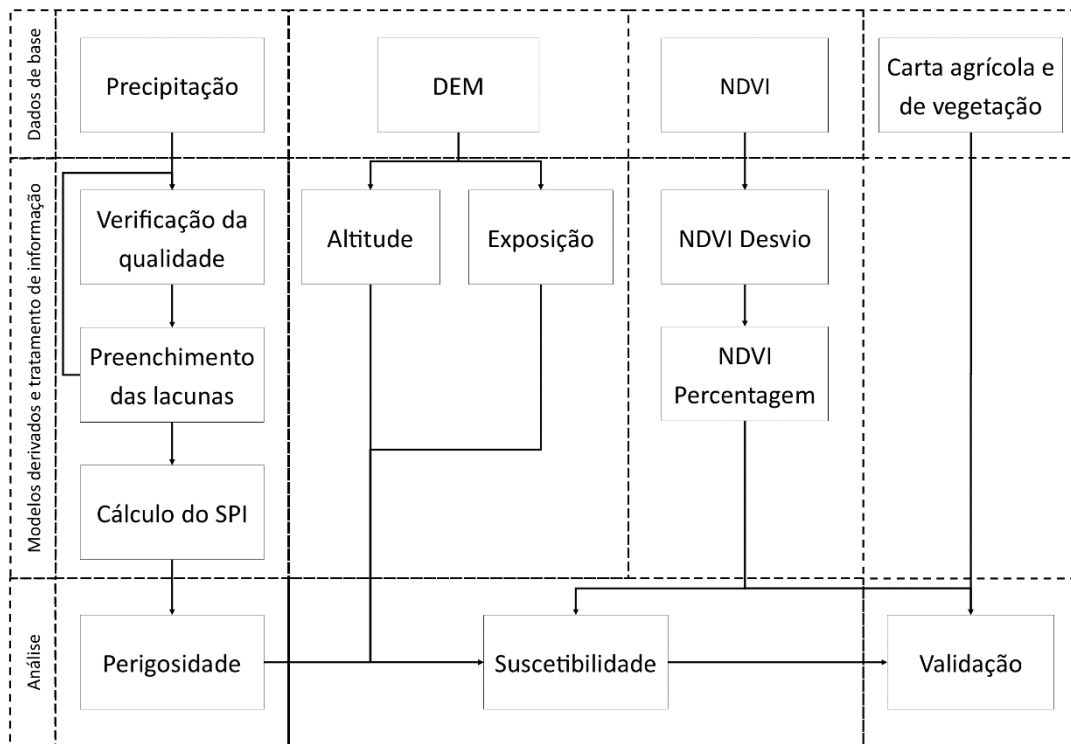 Dados de base
Precipitação
DEM
NDVI
Carta agrícola e
de vegetação
Modelos derivados e tratamento de informação
Verificação da
qualidade
Altitude
Exposição
NDVI Desvio
Preenchimento
das lacunas
NDVI
Percentagem
Cálculo do SPI
Análise
Perigosidade
Suscetibilidade
Validação